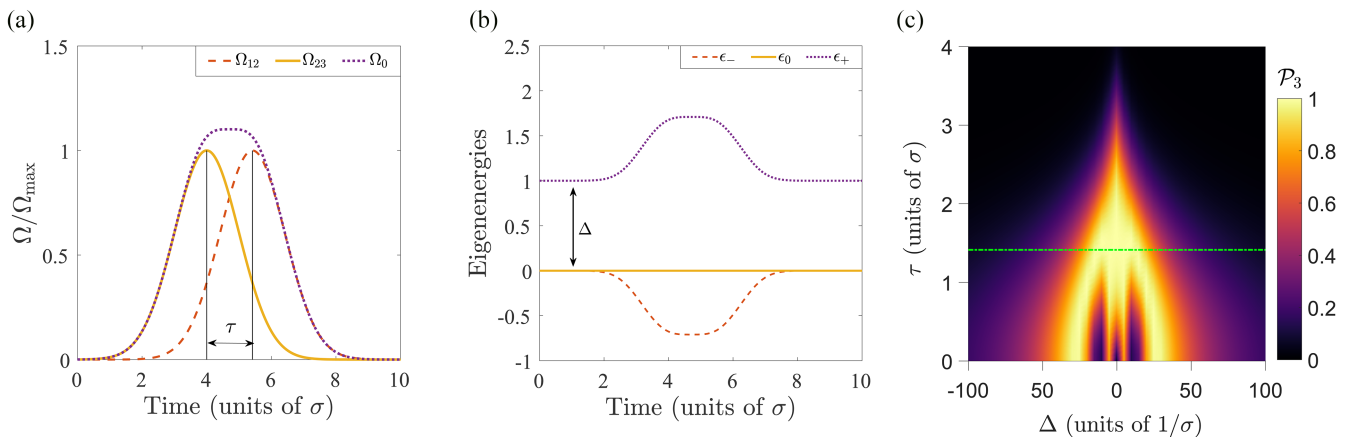 (a)
1.5
1
0.5
0
Ω/Ωmax
Ω12 Ω23 Ω0
τ
0 2 4 6 8 10
Time (units of σ)
(b)
2.5
2
1.5
1
0.5
0
-0.5
-1
Eigenenergies
ϵ− ϵ0 ϵ+
Δ
0 2 4 6 8 10
Time (units of σ)
(c)
4
3
2
1
0
τ (units of σ)
-100 50 0 50 100
Δ (units of 1/σ)
𝒫3
1
0.8
0.6
0.4
0.2
0